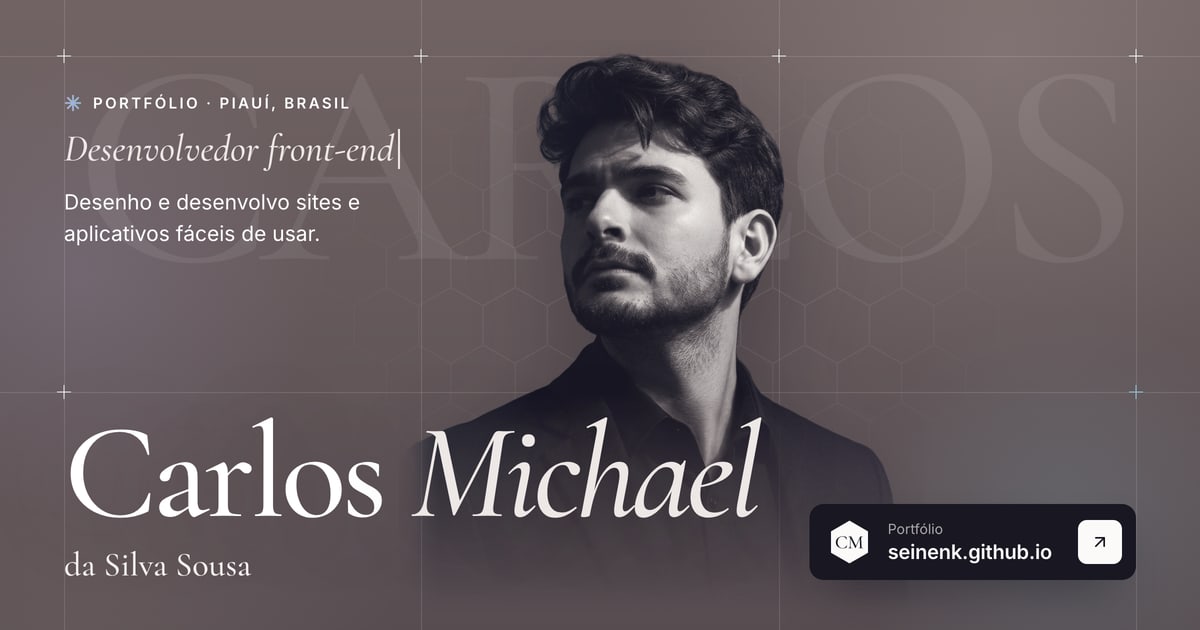 CARLOS
PORTFÓLIO · PIAUÍ, BRASIL
Desenvolvedor front-end
Desenho e desenvolvo sites e
aplicativos fáceis de usar.
Carlos Michael
da Silva Sousa
CM
Portfólio
seinenk.github.io